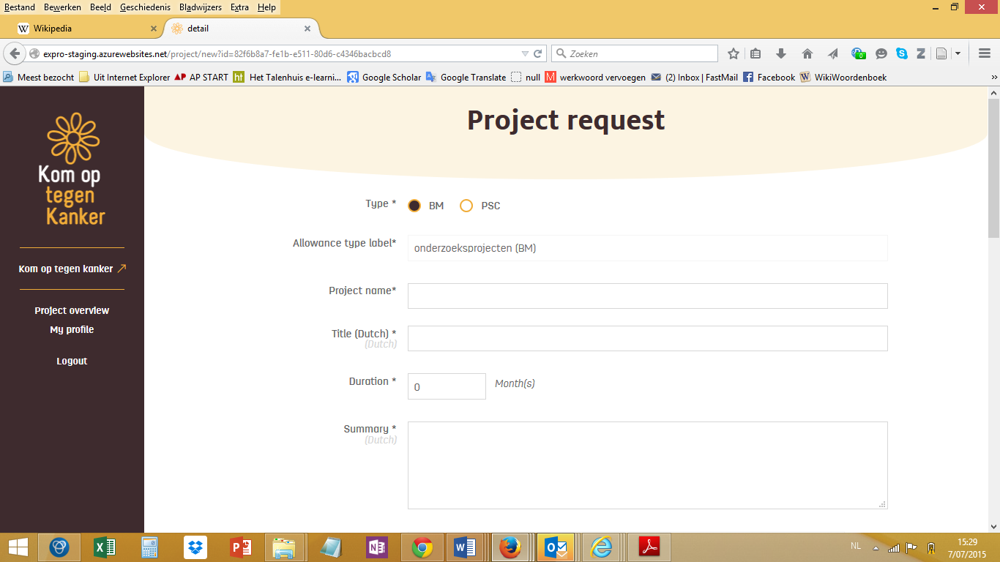 Bestand Bewerken Beeld Geschiedenis Bladwijzers Extra Help
Wikipedia
detail
expro-staging.azurewebsites.net/project/new?id=82f6b8a7-fe1b-e511-80d6-c4346bacbcd8
Zoeken
Meest bezocht Uit Internet Explorer AP START Het Talenhuis e-learni... Google Scholar Google Translate null werkwoord vervoegen (2) Inbox | FastMail Facebook WikiWoordenboek
Kom op
tegen
Kanker
Kom op tegen kanker
Project overview
My profile
Logout
Project request
Type * BM PSC
Allowance type label* onderzoeksprojecten (BM)
Project name*
Title (Dutch) *
(Dutch)
Duration * 0 Month(s)
Summary *
(Dutch)
NL
15:29
7/07/2015